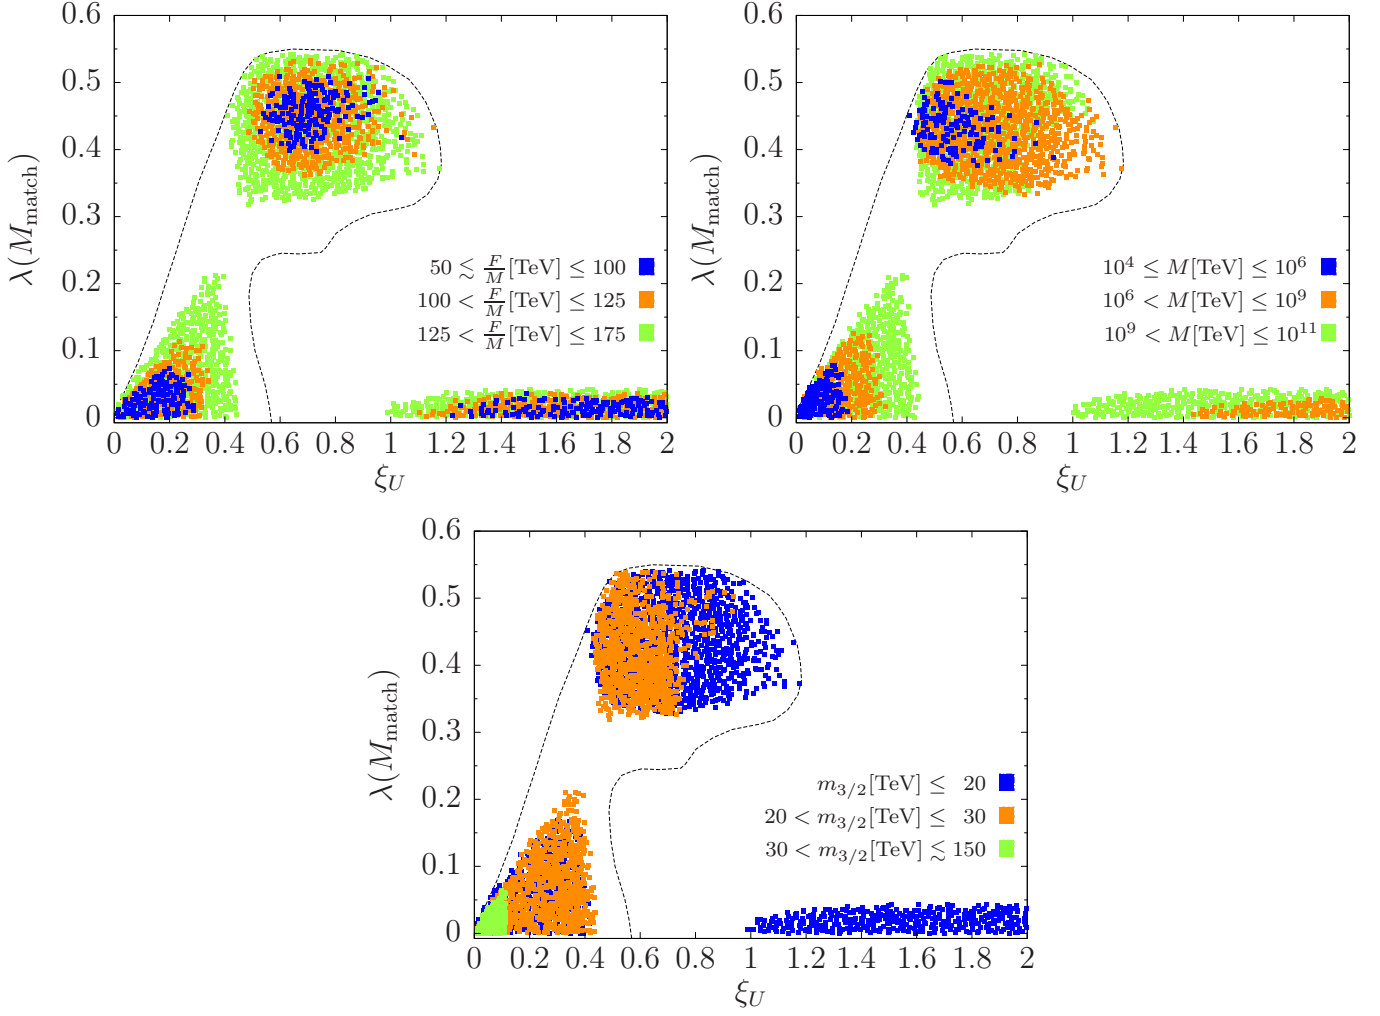 0.6
0.5
0.4
0.3
0.2
0.1
0
λ(M_match)
50 ≲ F/M [TeV] ≤ 100
100 < F/M [TeV] ≤ 125
125 < F/M [TeV] ≤ 175
0 0.2 0.4 0.6 0.8 1 1.2 1.4 1.6 1.8 2
ξ_U
0.6
0.5
0.4
0.3
0.2
0.1
0
λ(M_match)
10^4 ≤ M[TeV] ≤ 10^6
10^6 < M[TeV] ≤ 10^9
10^9 < M[TeV] ≤ 10^11
0 0.2 0.4 0.6 0.8 1 1.2 1.4 1.6 1.8 2
ξ_U
0.6
0.5
0.4
0.3
0.2
0.1
0
λ(M_match)
m_3/2[TeV] ≤ 20
20 < m_3/2[TeV] ≤ 30
30 < m_3/2[TeV] ≲ 150
0 0.2 0.4 0.6 0.8 1 1.2 1.4 1.6 1.8 2
ξ_U